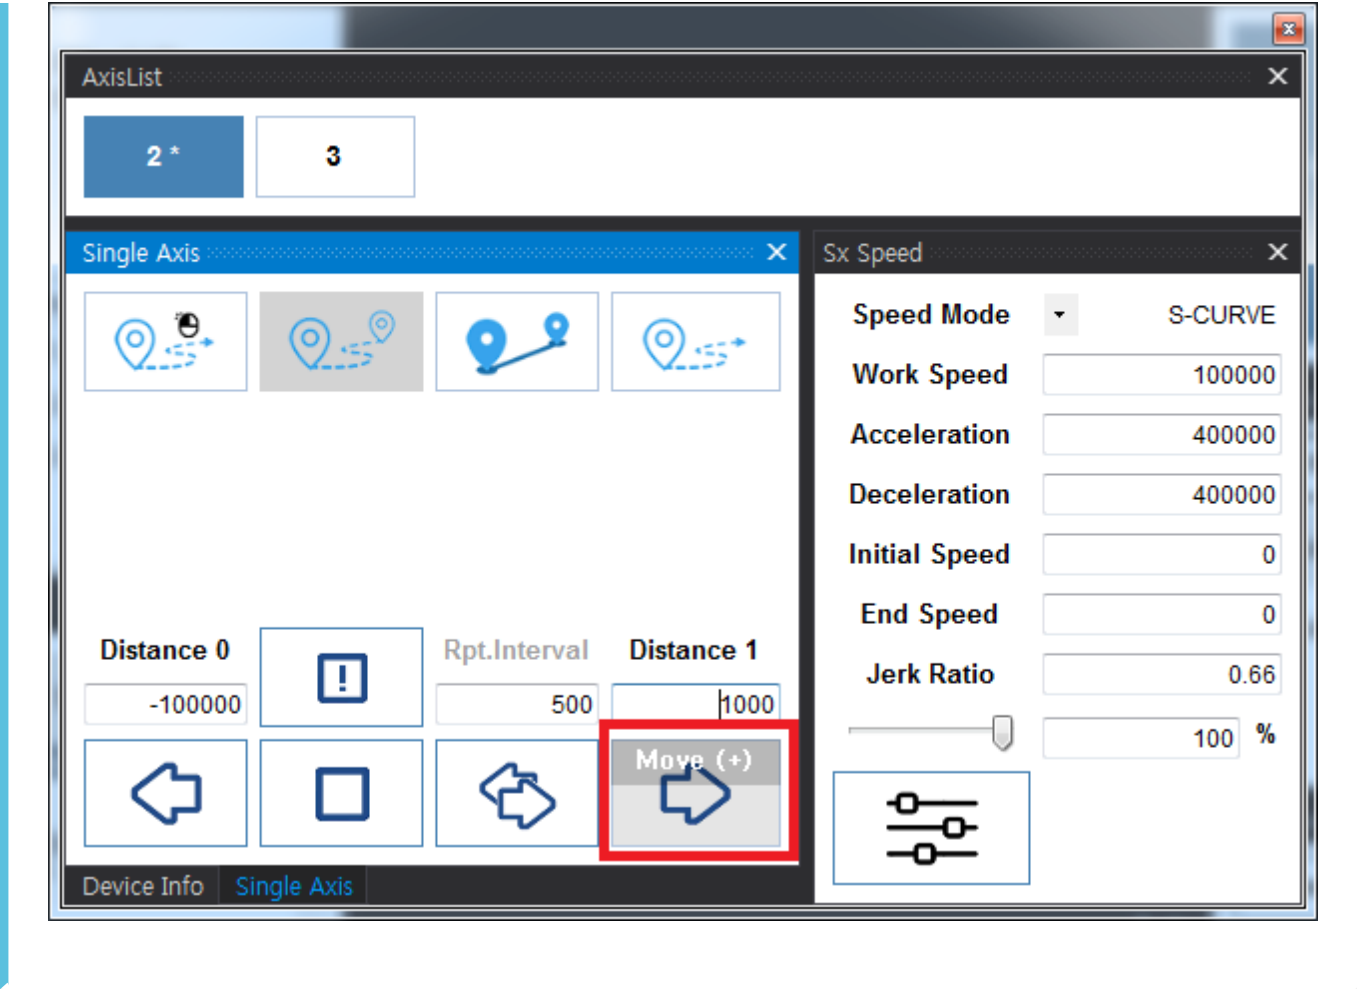 AxisList
2 *
3
Single Axis
Sx Speed
Speed Mode
S-CURVE
Work Speed
100000
Acceleration
400000
Deceleration
400000
Initial Speed
0
End Speed
0
Jerk Ratio
0.66
100 %
Distance 0
Rpt.Interval
Distance 1
-100000
500
1000
Move (+)
Device Info
Single Axis